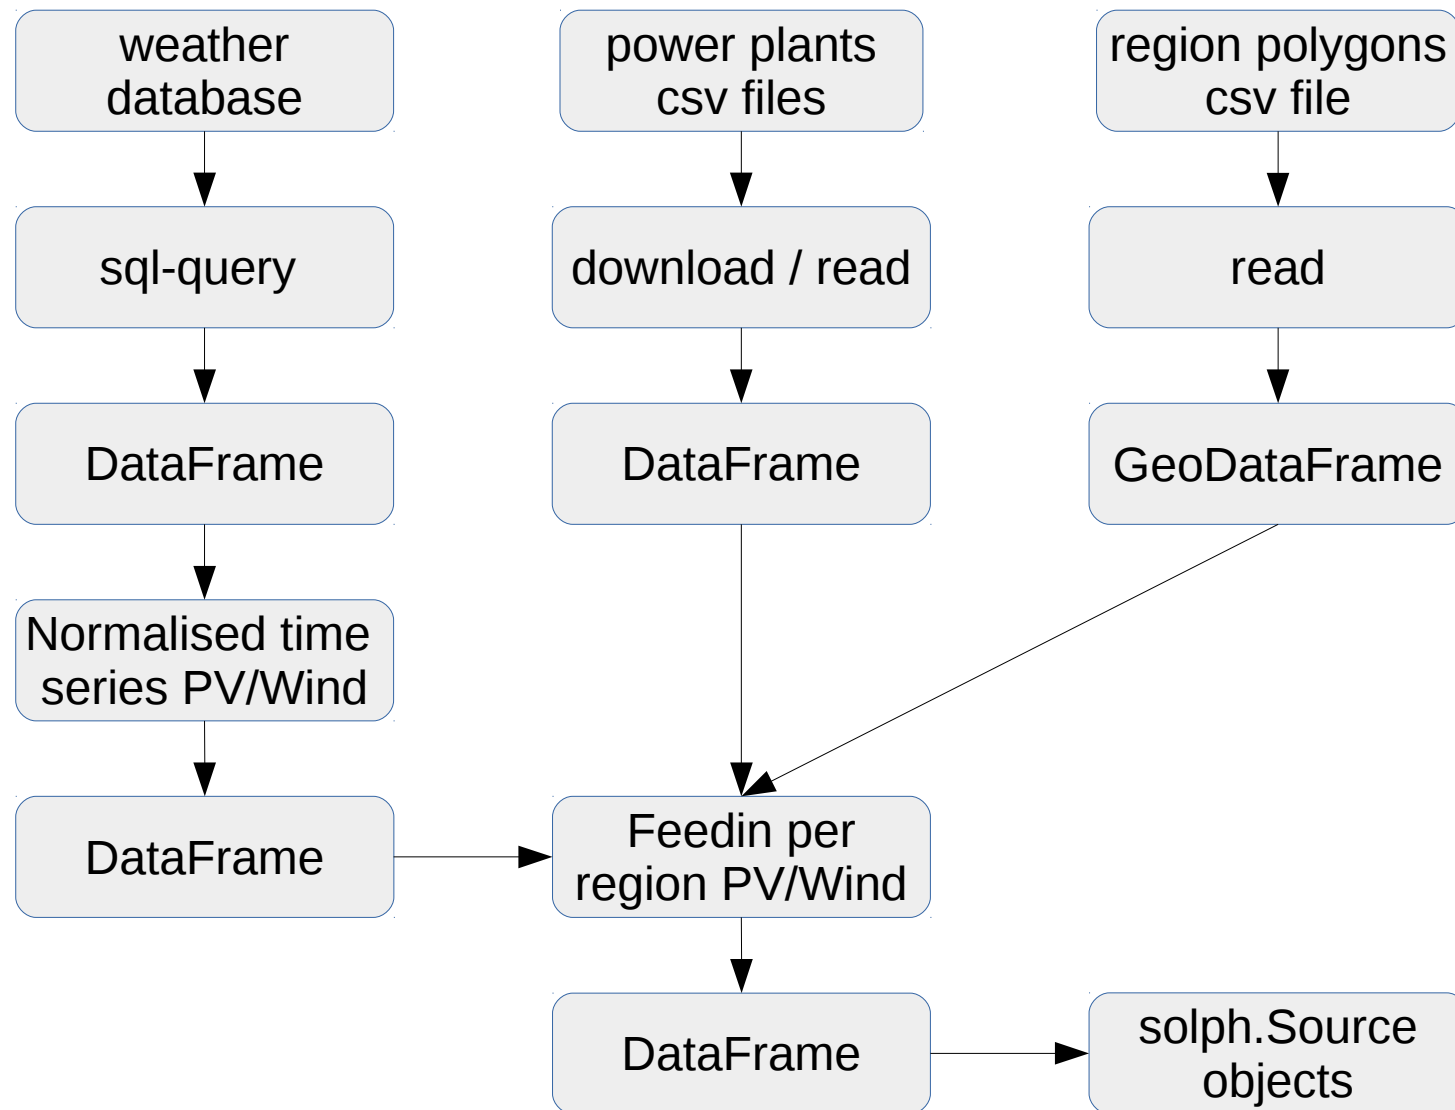 weather
database
power plants
csv files
region polygons
csv file
sql-query
download / read
read
DataFrame
DataFrame
GeoDataFrame
Normalised time
series PV/Wind
DataFrame
Feedin per
region PV/Wind
DataFrame
solph.Source
objects